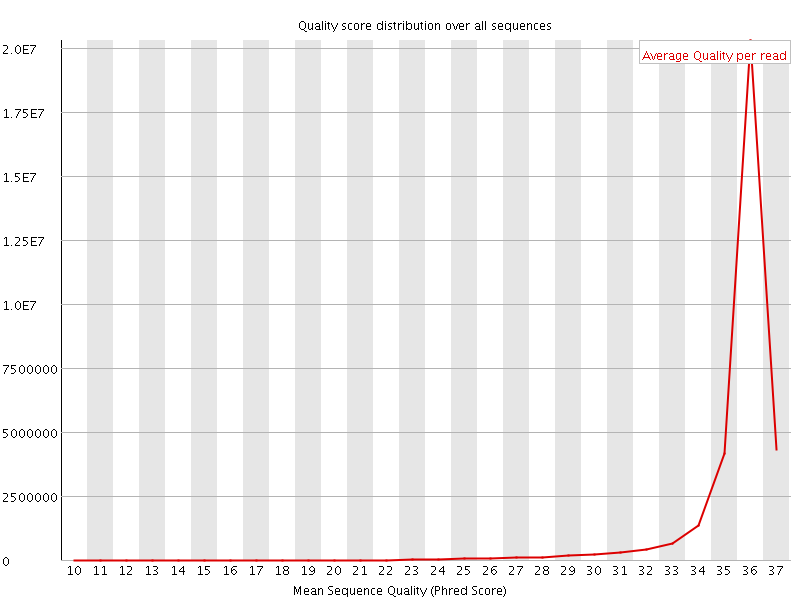 Quality score distribution over all sequences
Average Quality per read
2.0E7
1.75E7
1.5E7
1.25E7
1.0E7
7500000
5000000
2500000
0
10 11 12 13 14 15 16 17 18 19 20 21 22 23 24 25 26 27 28 29 30 31 32 33 34 35 36 37
Mean Sequence Quality (Phred Score)